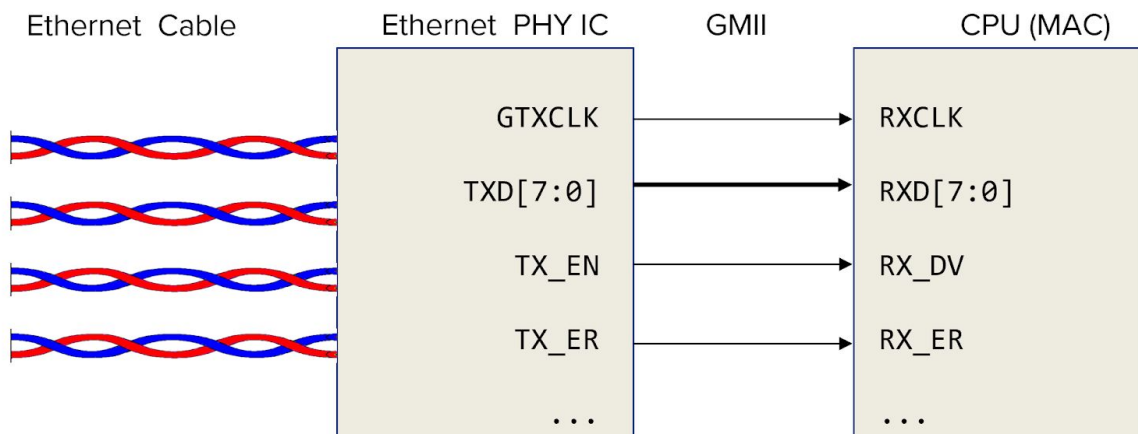 Ethernet Cable Ethernet PHY IC GMII CPU (MAC)
GTXCLK RXCLK
TXD[7:0] RXD[7:0]
TX_EN RX_DV
TX_ER RX_ER
... ...